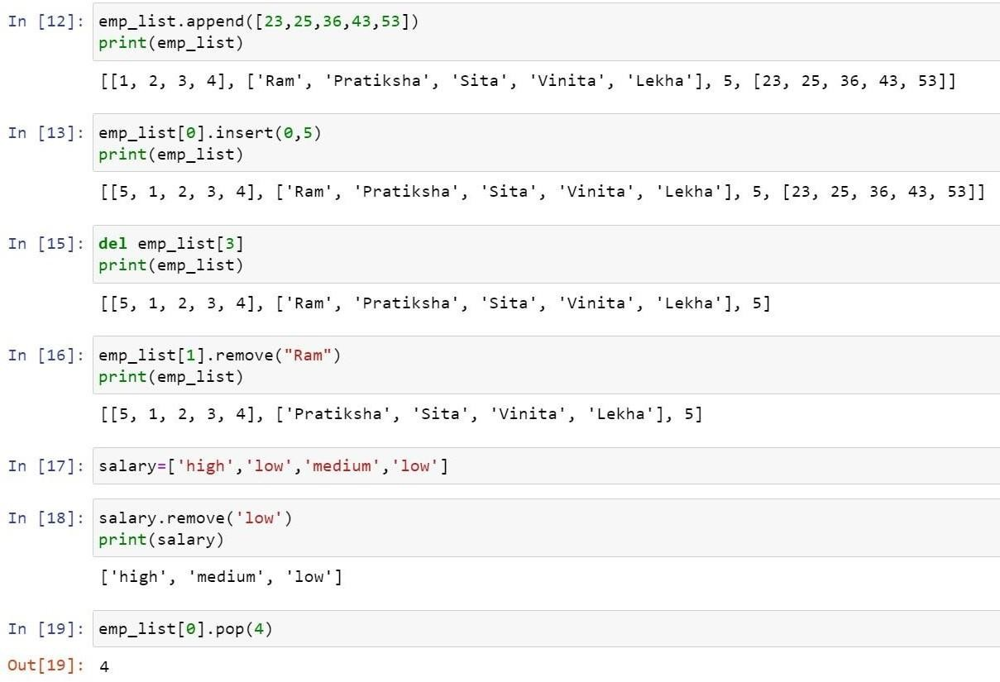 In [12]: emp_list.append([23,25,36,43,53])
print(emp_list)
[[1, 2, 3, 4], ['Ram', 'Pratiksha', 'Sita', 'Vinita', 'Lekha'], 5, [23, 25, 36, 43, 53]]
In [13]: emp_list[0].insert(0,5)
print(emp_list)
[[5, 1, 2, 3, 4], ['Ram', 'Pratiksha', 'Sita', 'Vinita', 'Lekha'], 5, [23, 25, 36, 43, 53]]
In [15]: del emp_list[3]
print(emp_list)
[[5, 1, 2, 3, 4], ['Ram', 'Pratiksha', 'Sita', 'Vinita', 'Lekha'], 5]
In [16]: emp_list[1].remove("Ram")
print(emp_list)
[[5, 1, 2, 3, 4], ['Pratiksha', 'Sita', 'Vinita', 'Lekha'], 5]
In [17]: salary=['high','low','medium','low']
In [18]: salary.remove('low')
print(salary)
['high', 'medium', 'low']
In [19]: emp_list[0].pop(4)
Out[19]: 4